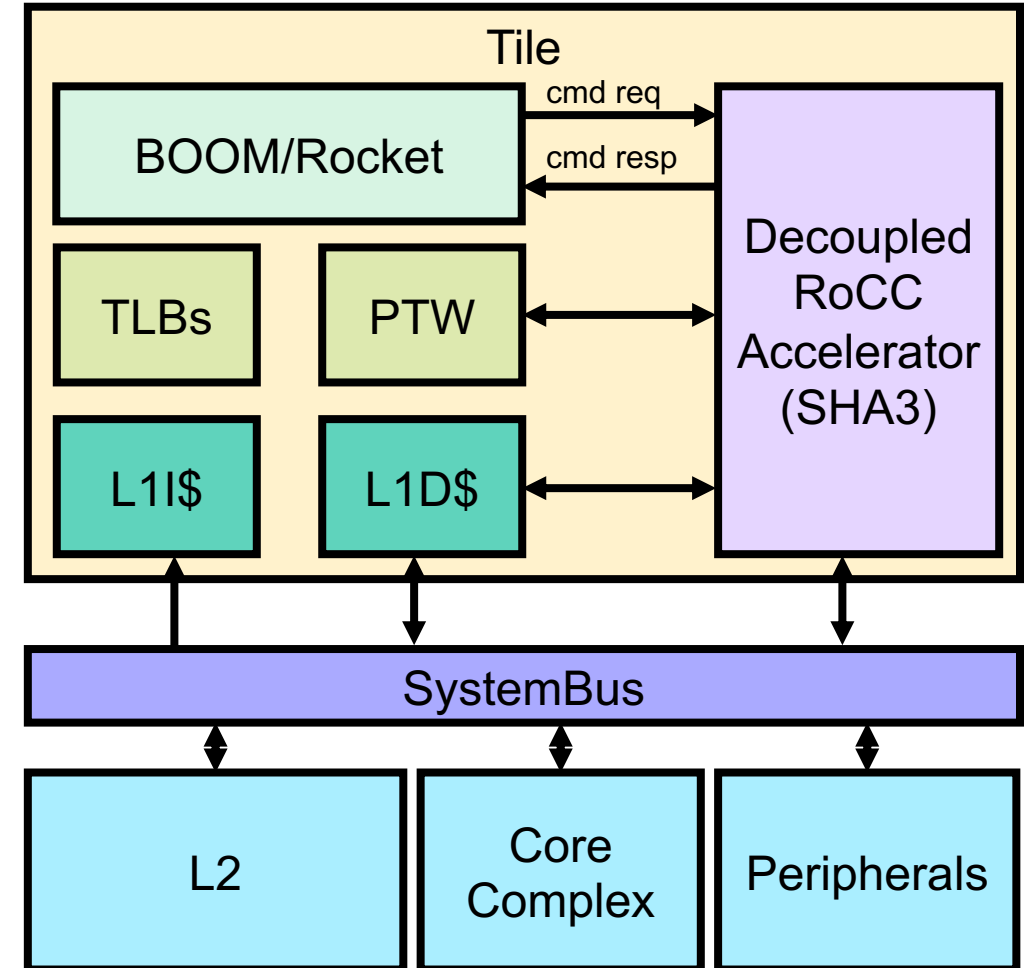 Tile
BOOM/Rocket
cmd req
cmd resp
Decoupled
RoCC
Accelerator
(SHA3)
TLBs
PTW
L1I$
L1D$
SystemBus
L2
Core
Complex
Peripherals